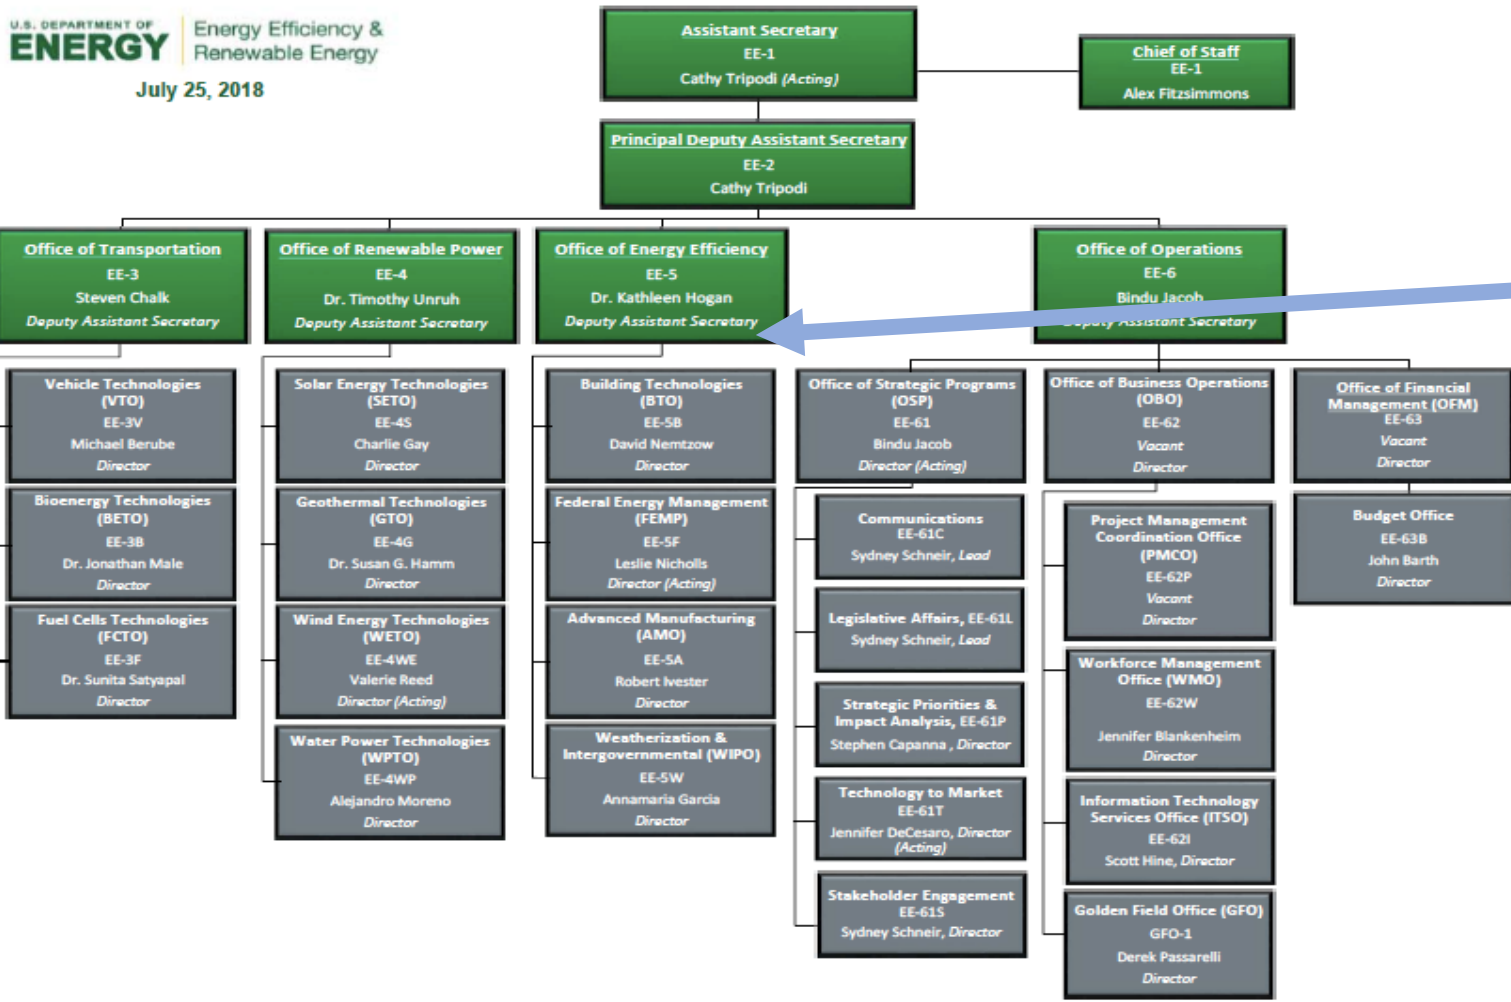 U.S. DEPARTMENT OF
ENERGY
Energy Efficiency &
Renewable Energy
July 25, 2018
Assistant Secretary
EE-1
Cathy Tripodi (Acting)
Chief of Staff
EE-1
Alex Fitzsimmons
Principal Deputy Assistant Secretary
EE-2
Cathy Tripodi
Office of Transportation
EE-3
Steven Chalk
Deputy Assistant Secretary
Office of Renewable Power
EE-4
Dr. Timothy Unruh
Deputy Assistant Secretary
Office of Energy Efficiency
EE-5
Dr. Kathleen Hogan
Deputy Assistant Secretary
Office of Operations
EE-6
Bindu Jacob
Deputy Assistant Secretary
Vehicle Technologies
(VTO)
EE-3V
Michael Berube
Director
Bioenergy Technologies
(BETO)
EE-3B
Dr. Jonathan Male
Director
Fuel Cells Technologies
(FCTO)
EE-3F
Dr. Sunita Satyapal
Director
Solar Energy Technologies
(SETO)
EE-4S
Charlie Gay
Director
Geothermal Technologies
(GTO)
EE-4G
Dr. Susan G. Hamm
Director
Wind Energy Technologies
(WETO)
EE-4WE
Valerie Reed
Director (Acting)
Water Power Technologies
(WPTO)
EE-4WP
Alejandro Moreno
Director
Building Technologies
(BTO)
EE-5B
David Nemtzow
Director
Federal Energy Management
(FEMP)
EE-5F
Leslie Nicholls
Director (Acting)
Advanced Manufacturing
(AMO)
EE-5A
Robert Ivester
Director
Weatherization &
Intergovernmental (WIPO)
EE-5W
Annamaria Garcia
Director
Office of Strategic Programs
(OSP)
EE-61
Bindu Jacob
Director (Acting)
Communications
EE-61C
Sydney Schneir, Lead
Legislative Affairs, EE-61L
Sydney Schneir, Lead
Strategic Priorities &
Impact Analysis, EE-61P
Stephen Capanna , Director
Technology to Market
EE-61T
Jennifer DeCesaro, Director
(Acting)
Stakeholder Engagement
EE-61S
Sydney Schneir, Director
Office of Business Operations
(OBO)
EE-62
Vacant
Director
Project Management
Coordination Office
(PMCO)
EE-62P
Vacant
Director
Workforce Management
Office (WMO)
EE-62W
Jennifer Blankenheim
Director
Information Technology
Services Office (ITSO)
EE-62I
Scott Hine, Director
Golden Field Office (GFO)
GFO-1
Derek Passarelli
Director
Office of Financial
Management (OFM)
EE-63
Vacant
Director
Budget Office
EE-63B
John Barth
Director